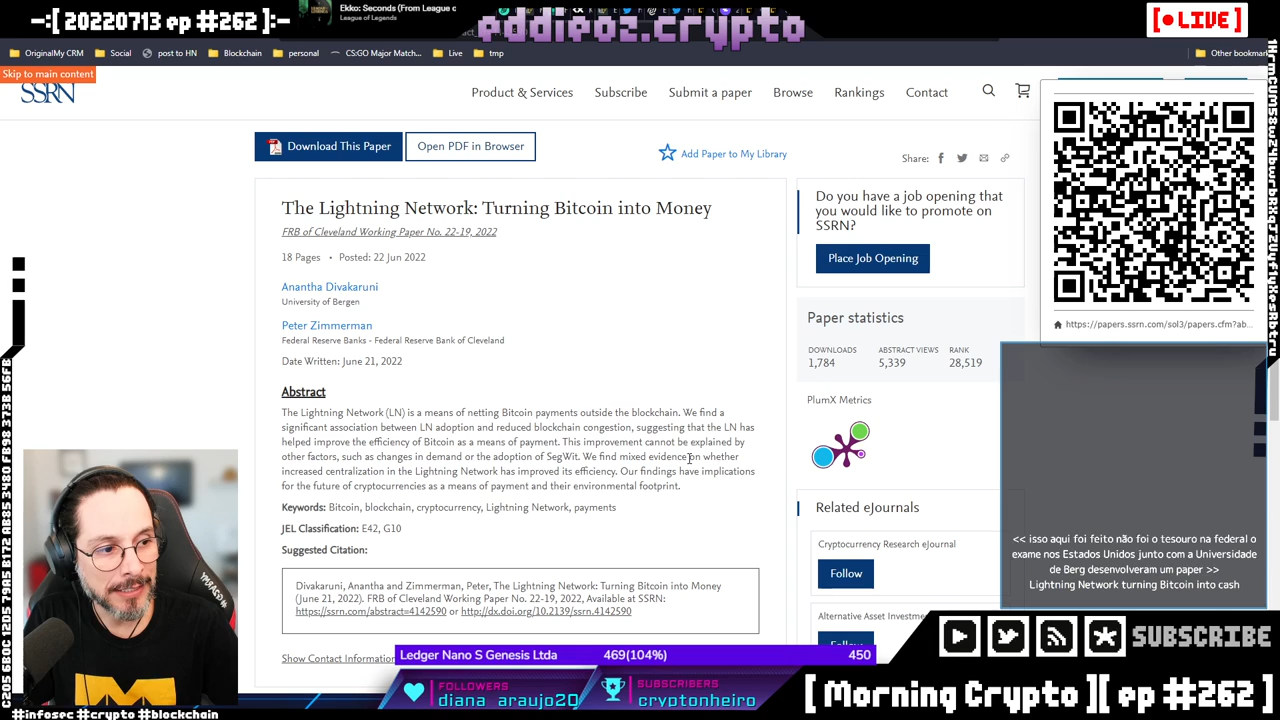 -:[ 20220713 ep #262 ]:-
Ekko: Seconds (From League c
League of Legends
eddieoz.crypto
[ • LIVE ]
OriginalMy CRM
Social
post to HN
Blockchain
personal
CS:GO Major Match...
Live
tmp
Other bookmar
Skip to main content
SSRN
Product & Services
Subscribe
Submit a paper
Browse
Rankings
Contact
Download This Paper
Open PDF in Browser
Add Paper to My Library
Share:
The Lightning Network: Turning Bitcoin into Money
FRB of Cleveland Working Paper No. 22-19, 2022
18 Pages • Posted: 22 Jun 2022
Anantha Divakaruni
University of Bergen
Peter Zimmerman
Federal Reserve Banks - Federal Reserve Bank of Cleveland
Date Written: June 21, 2022
Abstract
The Lightning Network (LN) is a means of netting Bitcoin payments outside the blockchain. We find a
significant association between LN adoption and reduced blockchain congestion, suggesting that the LN has
helped improve the efficiency of Bitcoin as a means of payment. This improvement cannot be explained by
other factors, such as changes in demand or the adoption of SegWit. We find mixed evidence on whether
increased centralization in the Lightning Network has improved its efficiency. Our findings have implications
for the future of cryptocurrencies as a means of payment and their environmental footprint.
Keywords: Bitcoin, blockchain, cryptocurrency, Lightning Network, payments
JEL Classification: E42, G10
Suggested Citation:
Divakaruni, Anantha and Zimmerman, Peter, The Lightning Network: Turning Bitcoin into Money
(June 21, 2022). FRB of Cleveland Working Paper No. 22-19, 2022, Available at SSRN:
https://ssrn.com/abstract=4142590 or http://dx.doi.org/10.2139/ssrn.4142590
Show Contact Information
Do you have a job opening that
you would like to promote on
SSRN?
Place Job Opening
Paper statistics
DOWNLOADS
1,784
ABSTRACT VIEWS
5,339
RANK
28,519
PlumX Metrics
Related eJournals
Cryptocurrency Research eJournal
Follow
Alternative Asset Investme
Follow
https://papers.ssrn.com/sol3/papers.cfm?ab...
<< isso aqui foi feito não foi o tesouro na federal o
exame nos Estados Unidos junto com a Universidade
de Berg desenvolveram um paper >>
Lightning Network turning Bitcoin into cash
SUBSCRIBE
Ledger Nano S Genesis Ltda
469(104%)
450
FOLLOWERS
diana_araujo20
SUBSCRIBERS
cryptonheiro
[ Morning Crypto ][ ep #262 ]
#infosec #crypto #blockchain